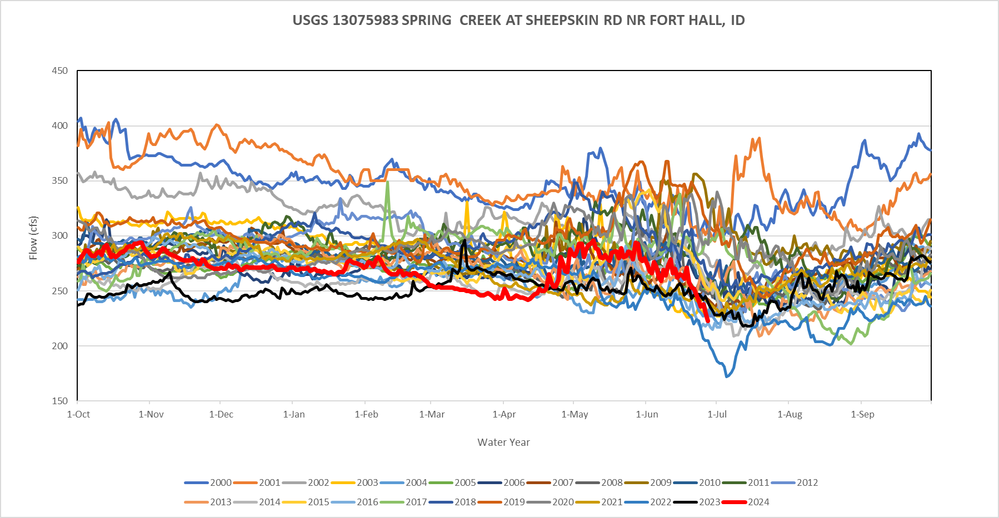 USGS 13075983 SPRING  CREEK AT SHEEPSKIN RD NR FORT HALL, ID
450
400
350
300
250
200
150
Flow (cfs)
1-Oct 1-Nov 1-Dec 1-Jan 1-Feb 1-Mar 1-Apr 1-May 1-Jun 1-Jul 1-Aug 1-Sep
Water Year
2000 2001 2002 2003 2004 2005 2006 2007 2008 2009 2010 2011 2012
2013 2014 2015 2016 2017 2018 2019 2020 2021 2022 2023 2024